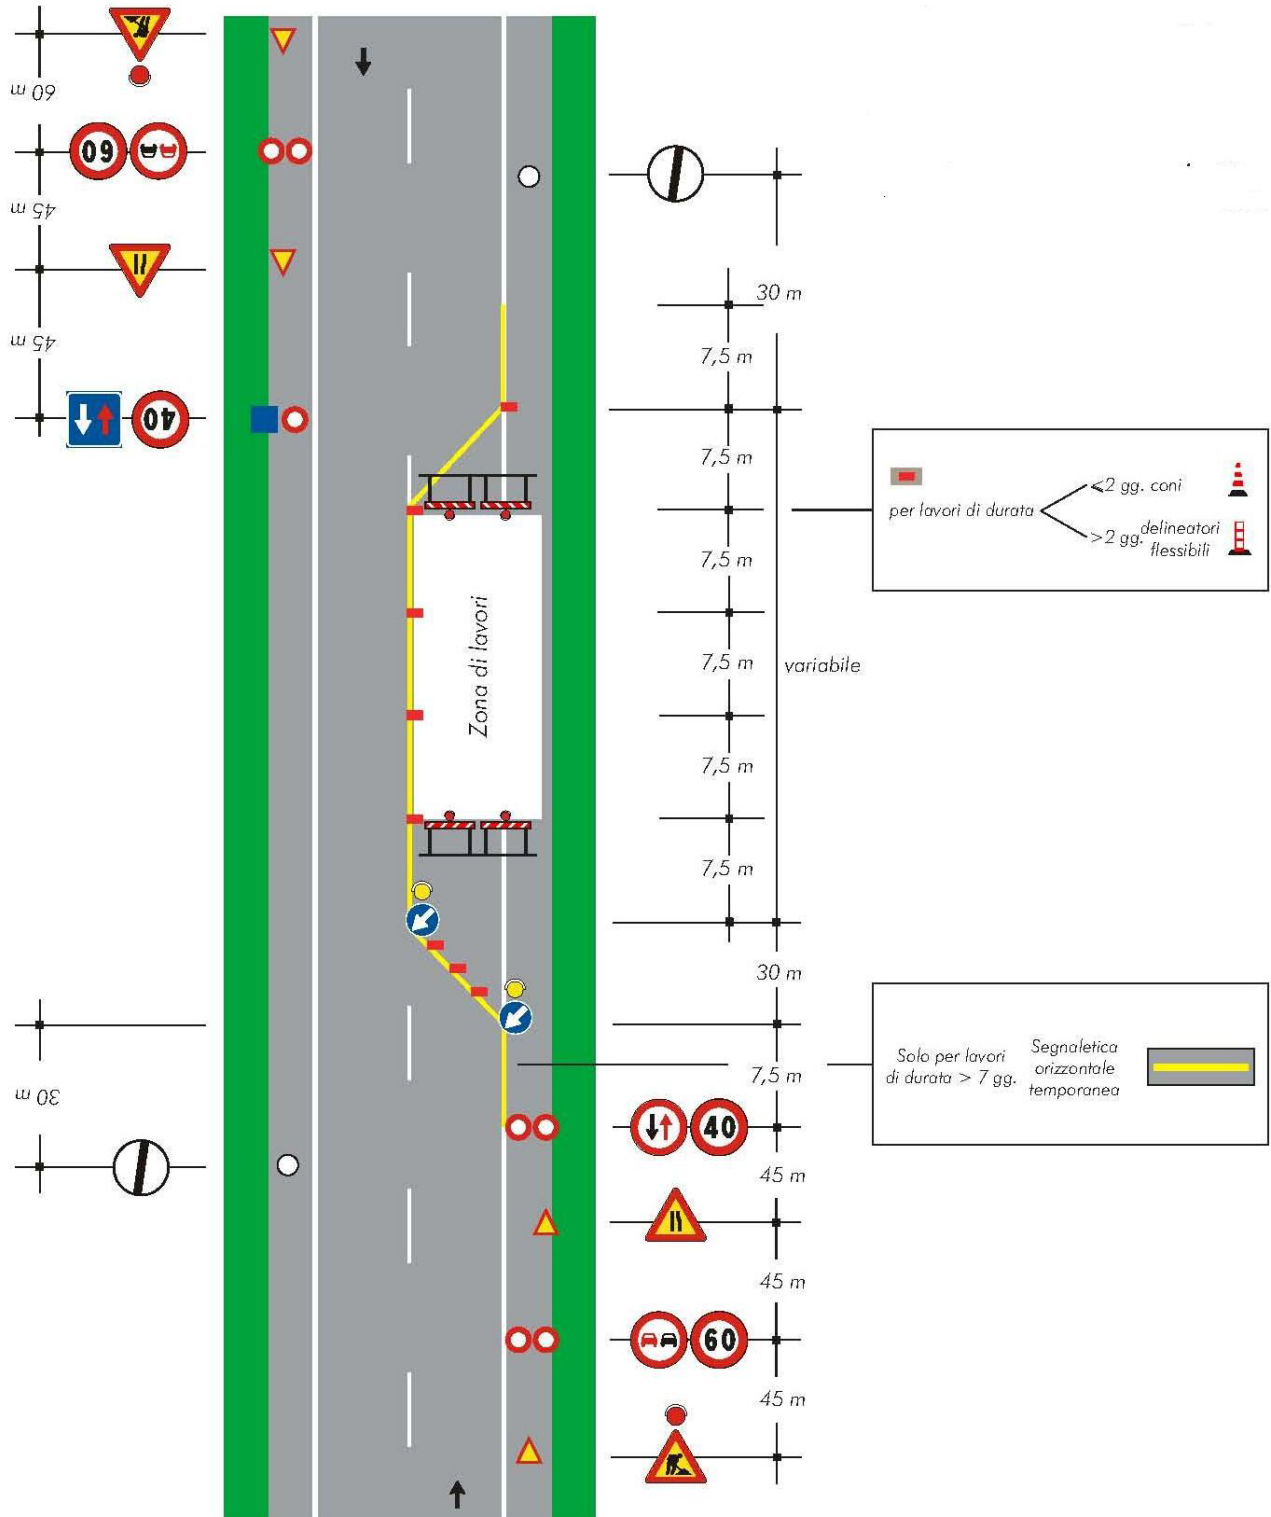 60 m
60
45 m
45 m
40
30 m
7,5 m
7,5 m
7,5 m
7,5 m
7,5 m
7,5 m
variabile
per lavori di durata
<2 gg. coni
>2 gg. delineatori
flessibili
Zona di lavori
30 m
Solo per lavori
di durata > 7 gg.
Segnaletica
orizzontale
temporanea
7,5 m
30 m
40
45 m
45 m
60
45 m